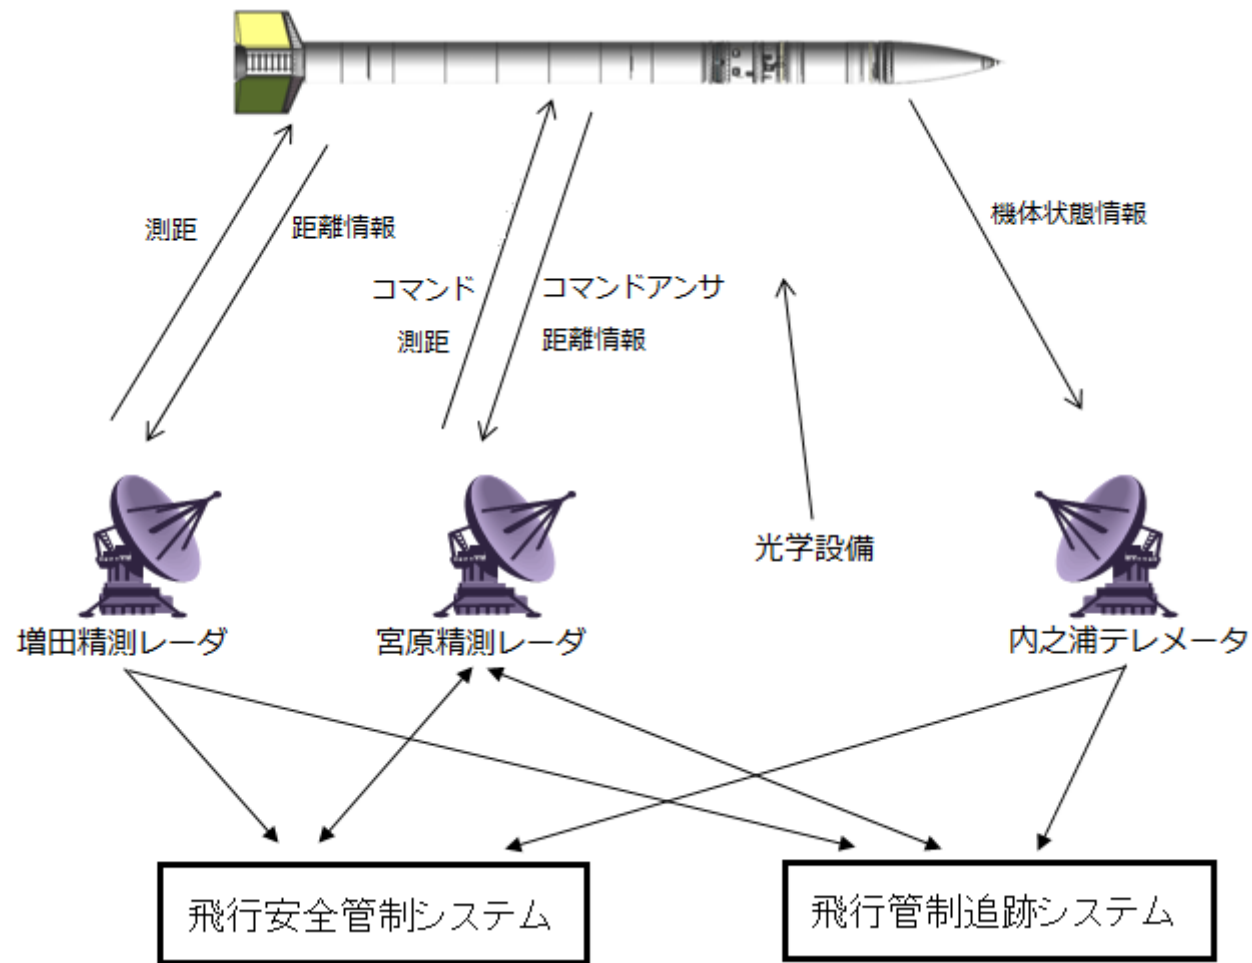 測距
距離情報
機体状態情報
コマンド
コマンドアンサ
測距
距離情報
光学設備
増田精測レーダ
宮原精測レーダ
内之浦テレメータ
飛行安全管制システム
飛行管制追跡システム